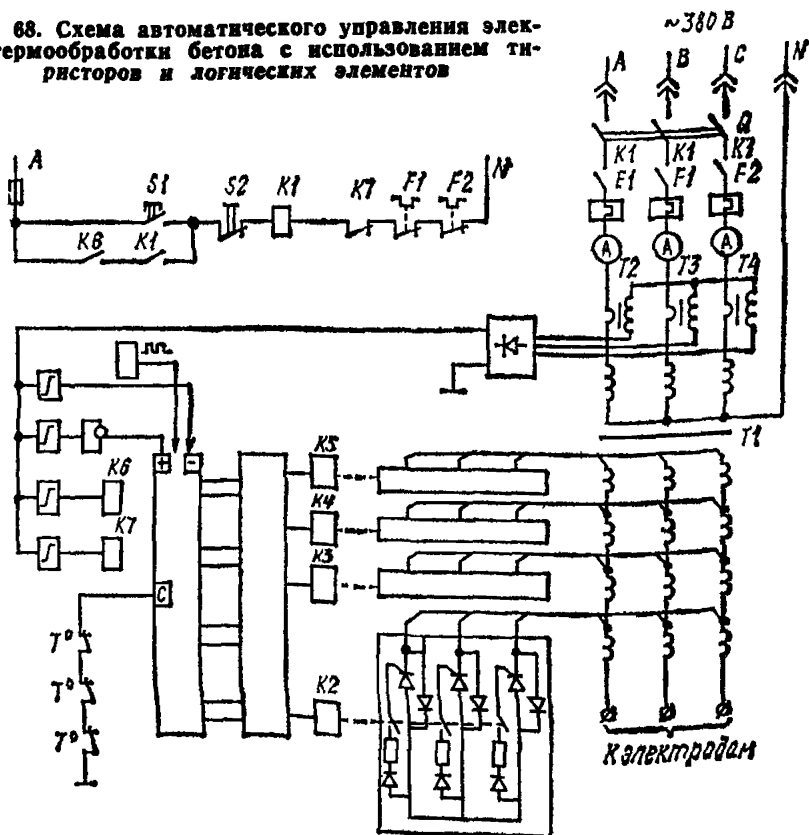 68. Схема автоматического управления элек-
термообработки бетона с использованием ти-
ристоров и логических элементов
~380 В
A B C N
Q
K1 K1 K1
F1 F1 F2
A A A
T2 T3 T4
T1
A
S1 S2 K1 K7 F1 F2 N
K6 K1
+ -
K6
K7
C
T° T° T°
K5
K4
K3
K2
К электродам